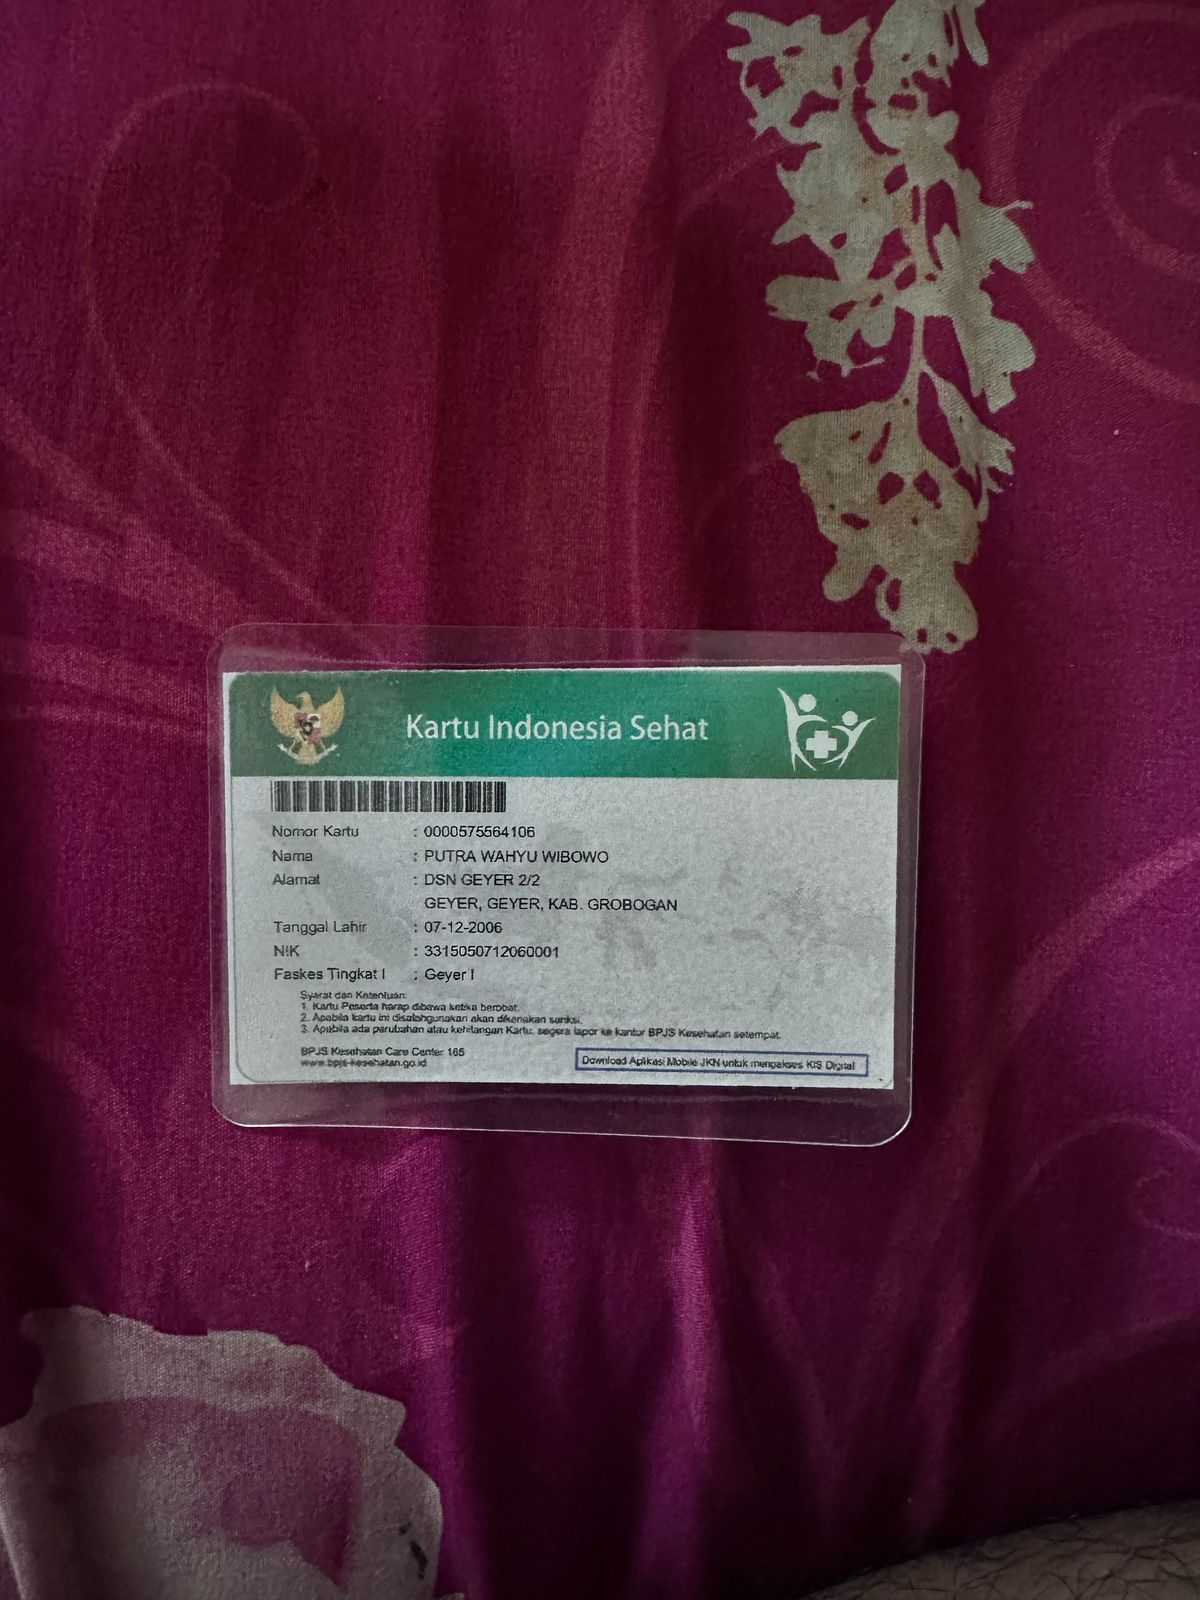 Kartu Indonesia Sehat
Nomor Kartu : 0000575564106
Nama : PUTRA WAHYU WIBOWO
Alamat : DSN GEYER 2/2
GEYER, GEYER, KAB. GROBOGAN
Tanggal Lahir : 07-12-2006
NIK : 3315050712060001
Faskes Tingkat I : Geyer I
Syarat dan Ketentuan:
1. Kartu Peserta harap dibawa ketika berobat.
2. Apabila kartu ini disalahgunakan akan dikenakan sanksi.
3. Apabila ada perubahan atau kehilangan Kartu, segera lapor ke kantor BPJS Kesehatan setempat.
BPJS Kesehatan Care Center 165
www.bpjs-kesehatan.go.id
Download Aplikasi Mobile JKN untuk mengakses KIS Digital